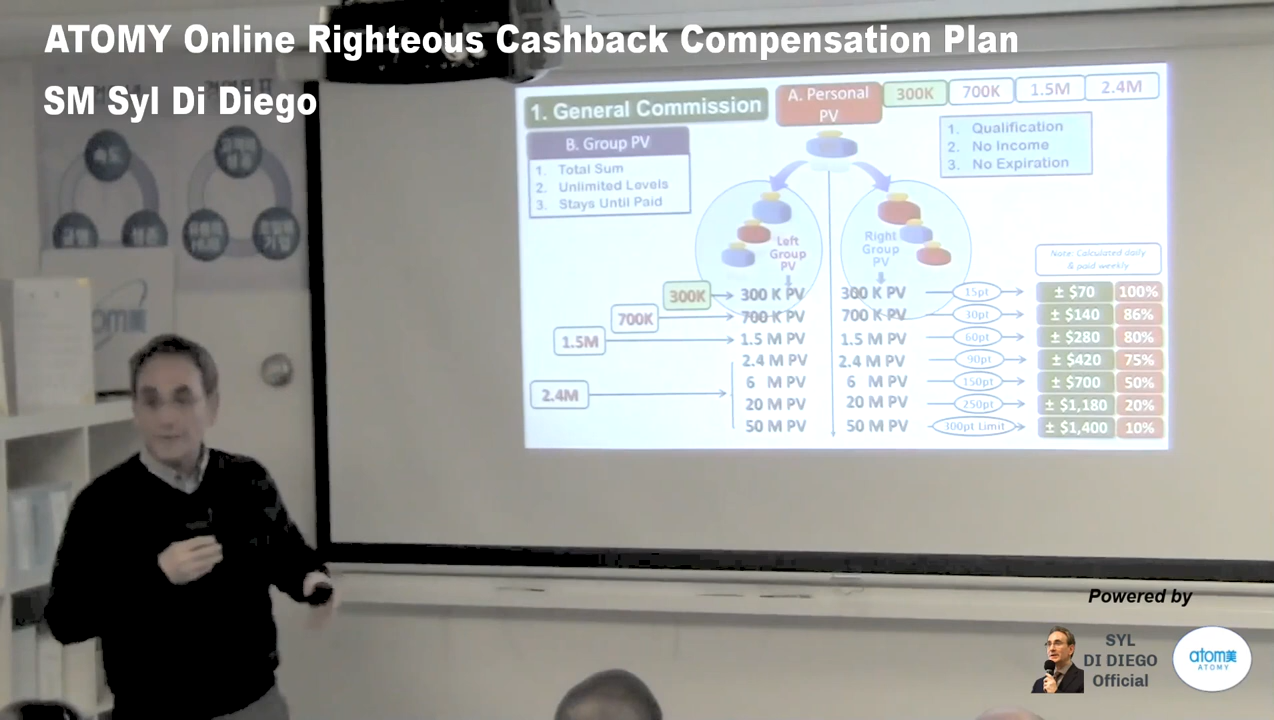 ATOMY Online Righteous Cashback Compensation Plan
SM Syl Di Diego
1. General Commission
A. Personal
PV
300K
700K
1.5M
2.4M
B. Group PV
1. Total Sum
2. Unlimited Levels
3. Stays Until Paid
1. Qualification
2. No Income
3. No Expiration
Left
Group
PV
Right
Group
PV
Note: Calculated daily
& paid weekly
300K 300 K PV 300 K PV 15pt ± $70 100%
700K 700 K PV 700 K PV 30pt ± $140 86%
1.5M 1.5 M PV 1.5 M PV 60pt ± $280 80%
2.4 M PV 2.4 M PV 90pt ± $420 75%
2.4M 6 M PV 6 M PV 150pt ± $700 50%
20 M PV 20 M PV 250pt ± $1,180 20%
50 M PV 50 M PV 300pt Limit ± $1,400 10%
Powered by
SYL
DI DIEGO
Official
atom美
ATOMY